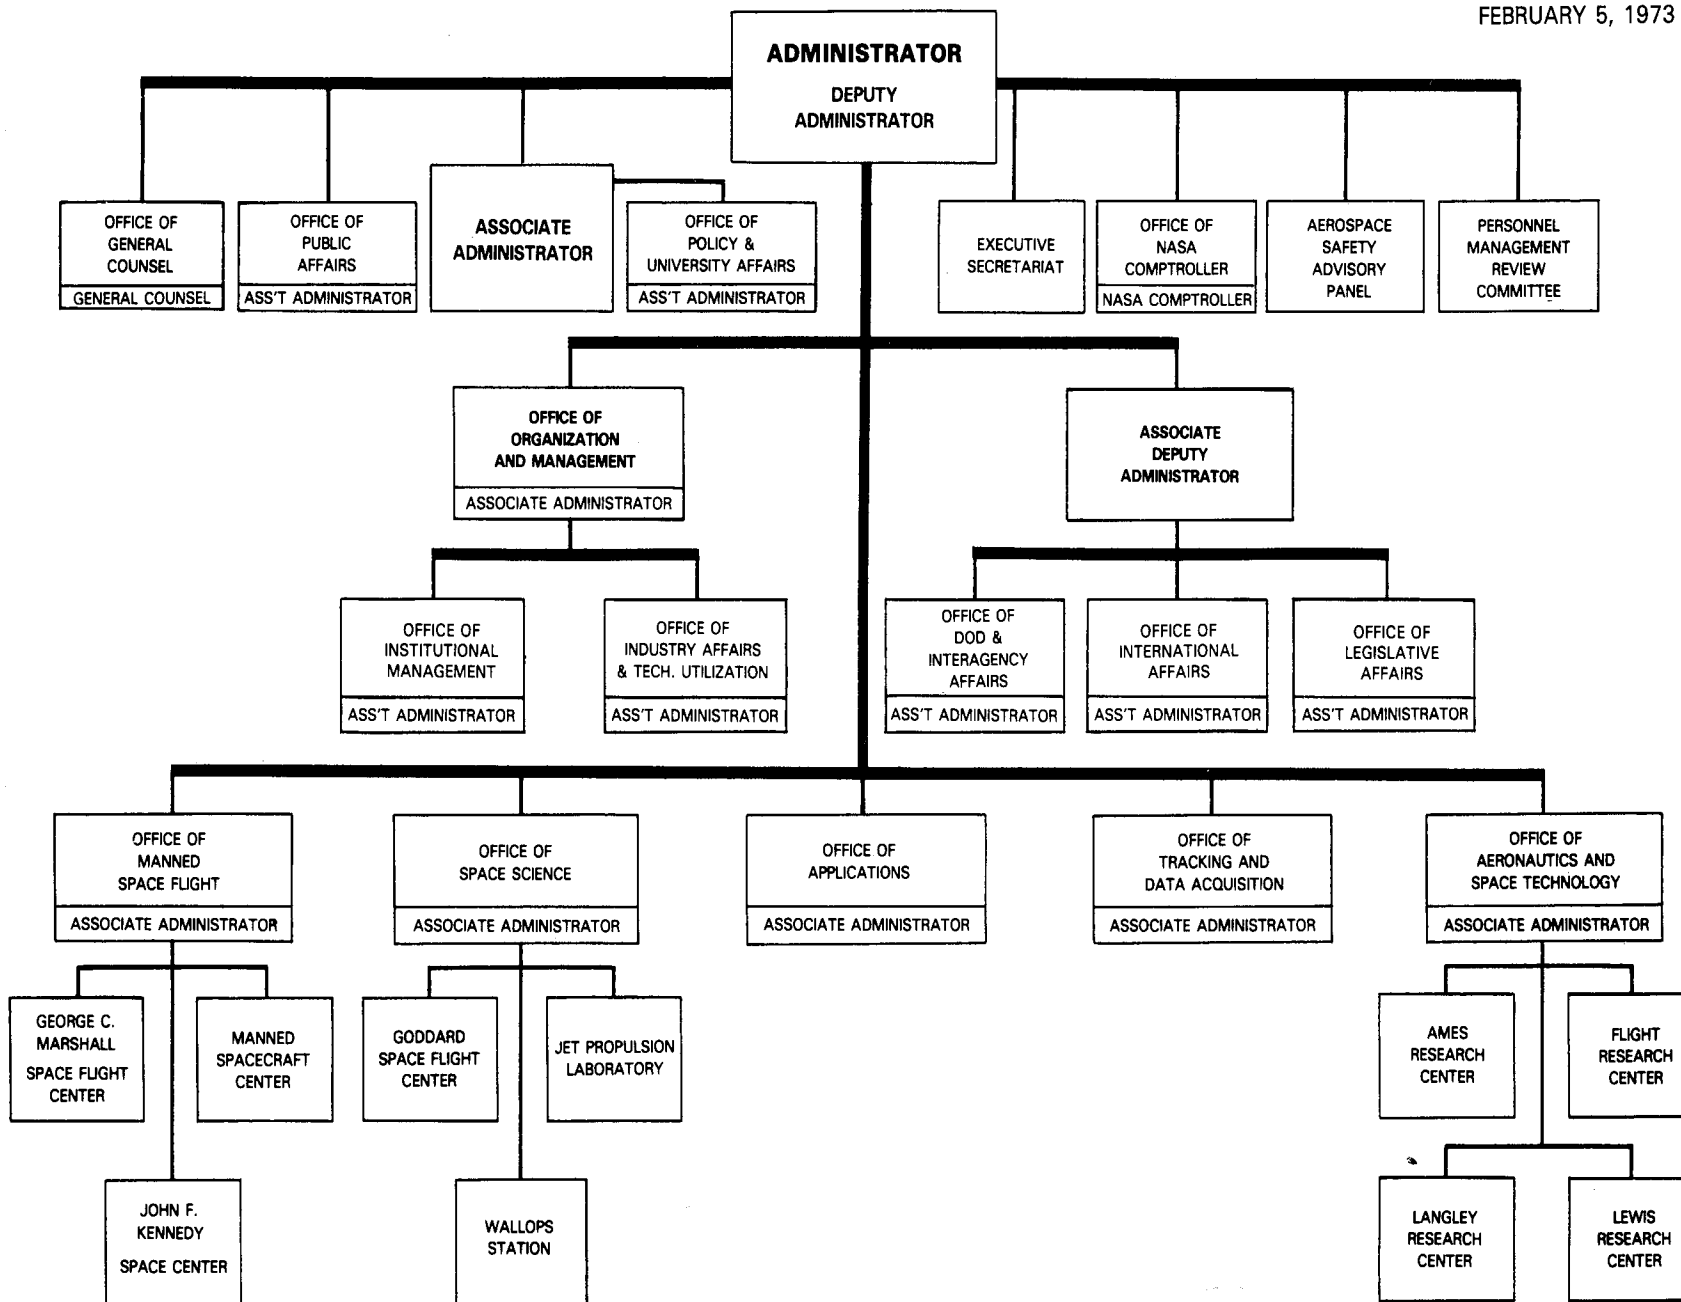 FEBRUARY 5, 1973
ADMINISTRATOR
DEPUTY
ADMINISTRATOR
OFFICE OF
GENERAL
COUNSEL
GENERAL COUNSEL
OFFICE OF
PUBLIC
AFFAIRS
ASS'T ADMINISTRATOR
ASSOCIATE
ADMINISTRATOR
OFFICE OF
POLICY &
UNIVERSITY AFFAIRS
ASS'T ADMINISTRATOR
EXECUTIVE
SECRETARIAT
OFFICE OF
NASA
COMPTROLLER
NASA COMPTROLLER
AEROSPACE
SAFETY
ADVISORY
PANEL
PERSONNEL
MANAGEMENT
REVIEW
COMMITTEE
OFFICE OF
ORGANIZATION
AND MANAGEMENT
ASSOCIATE ADMINISTRATOR
ASSOCIATE
DEPUTY
ADMINISTRATOR
OFFICE OF
INSTITUTIONAL
MANAGEMENT
ASS'T ADMINISTRATOR
OFFICE OF
INDUSTRY AFFAIRS
& TECH. UTILIZATION
ASS'T ADMINISTRATOR
OFFICE OF
DOD &
INTERAGENCY
AFFAIRS
ASS'T ADMINISTRATOR
OFFICE OF
INTERNATIONAL
AFFAIRS
ASS'T ADMINISTRATOR
OFFICE OF
LEGISLATIVE
AFFAIRS
ASS'T ADMINISTRATOR
OFFICE OF
MANNED
SPACE FLIGHT
ASSOCIATE ADMINISTRATOR
OFFICE OF
SPACE SCIENCE
ASSOCIATE ADMINISTRATOR
OFFICE OF
APPLICATIONS
ASSOCIATE ADMINISTRATOR
OFFICE OF
TRACKING AND
DATA ACQUISITION
ASSOCIATE ADMINISTRATOR
OFFICE OF
AERONAUTICS AND
SPACE TECHNOLOGY
ASSOCIATE ADMINISTRATOR
GEORGE C.
MARSHALL
SPACE FLIGHT
CENTER
MANNED
SPACECRAFT
CENTER
GODDARD
SPACE FLIGHT
CENTER
JET PROPULSION
LABORATORY
AMES
RESEARCH
CENTER
FLIGHT
RESEARCH
CENTER
JOHN F.
KENNEDY
SPACE CENTER
WALLOPS
STATION
LANGLEY
RESEARCH
CENTER
LEWIS
RESEARCH
CENTER